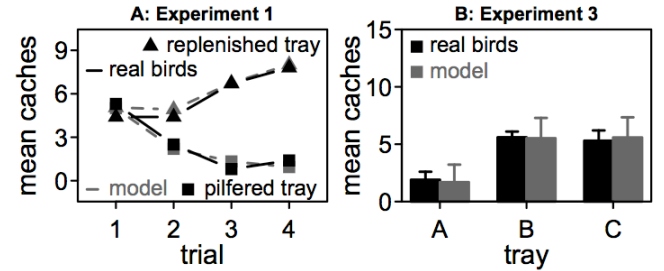 A: Experiment 1
mean caches
9
6
3
0
replenished tray
real birds
model
pilfered tray
1 2 3 4
trial
B: Experiment 3
mean caches
15
10
5
0
real birds
model
A B C
tray